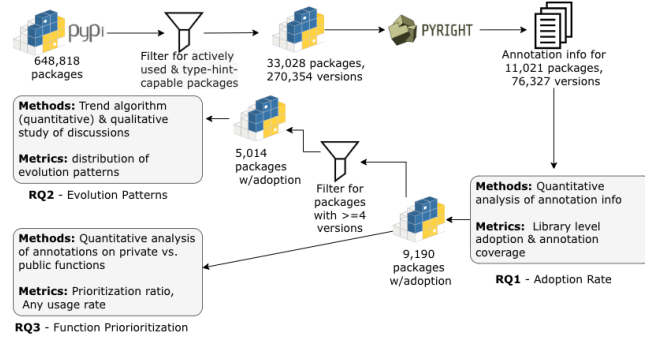 pypi
648,818
packages
Filter for actively
used & type-hint-
capable packages
33,028 packages,
270,354 versions
PYRIGHT
Annotation info for
11,021 packages,
76,327 versions
Methods: Trend algorithm
(quantitative) & qualitative
study of discussions
Metrics: distribution of
evolution patterns
RQ2 - Evolution Patterns
5,014
packages
w/adoption
Filter for
packages
with >=4
versions
9,190
packages
w/adoption
Methods: Quantitative
analysis of annotation info
Metrics: Library level
adoption & annotation
coverage
RQ1 - Adoption Rate
Methods: Quantitative analysis
of annotations on private vs.
public functions
Metrics: Prioritization ratio,
Any usage rate
RQ3 - Function Priorioritization